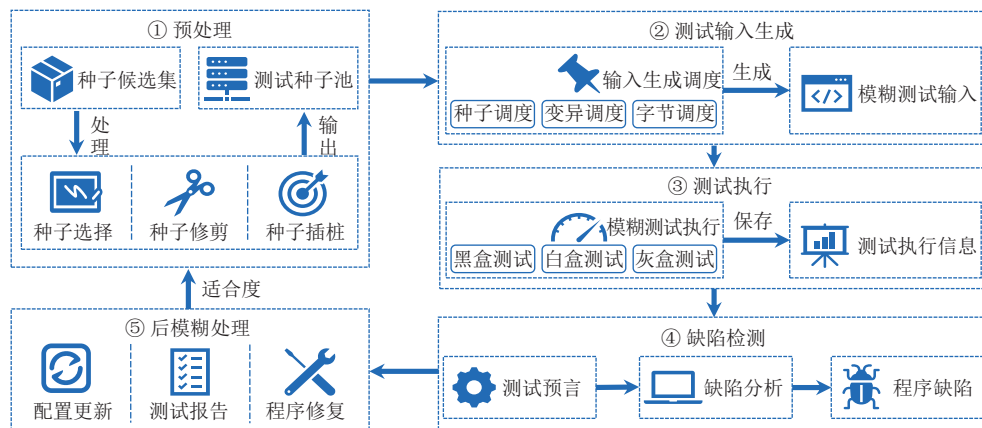 ① 预处理
种子候选集
测试种子池
处
理
输
出
种子选择
种子修剪
种子插桩
② 测试输入生成
输入生成调度
种子调度
变异调度
字节调度
生成
模糊测试输入
③ 测试执行
模糊测试执行
黑盒测试
白盒测试
灰盒测试
保存
测试执行信息
④ 缺陷检测
测试预言
缺陷分析
程序缺陷
⑤ 后模糊处理
配置更新
测试报告
程序修复
适合度